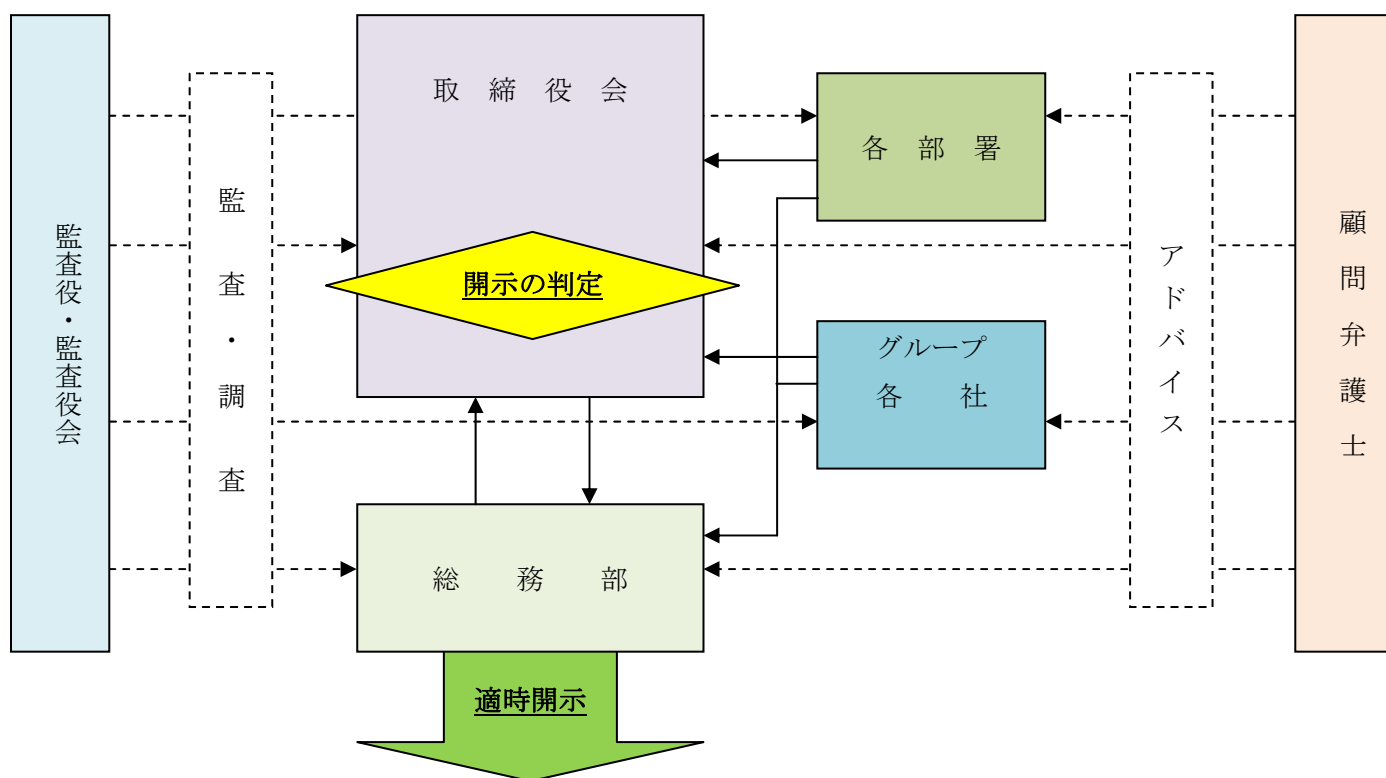 監査役・監査役会
監査・調査
取締役会
開示の判定
総務部
適時開示
各部署
グループ
各社
アドバイス
顧問弁護士